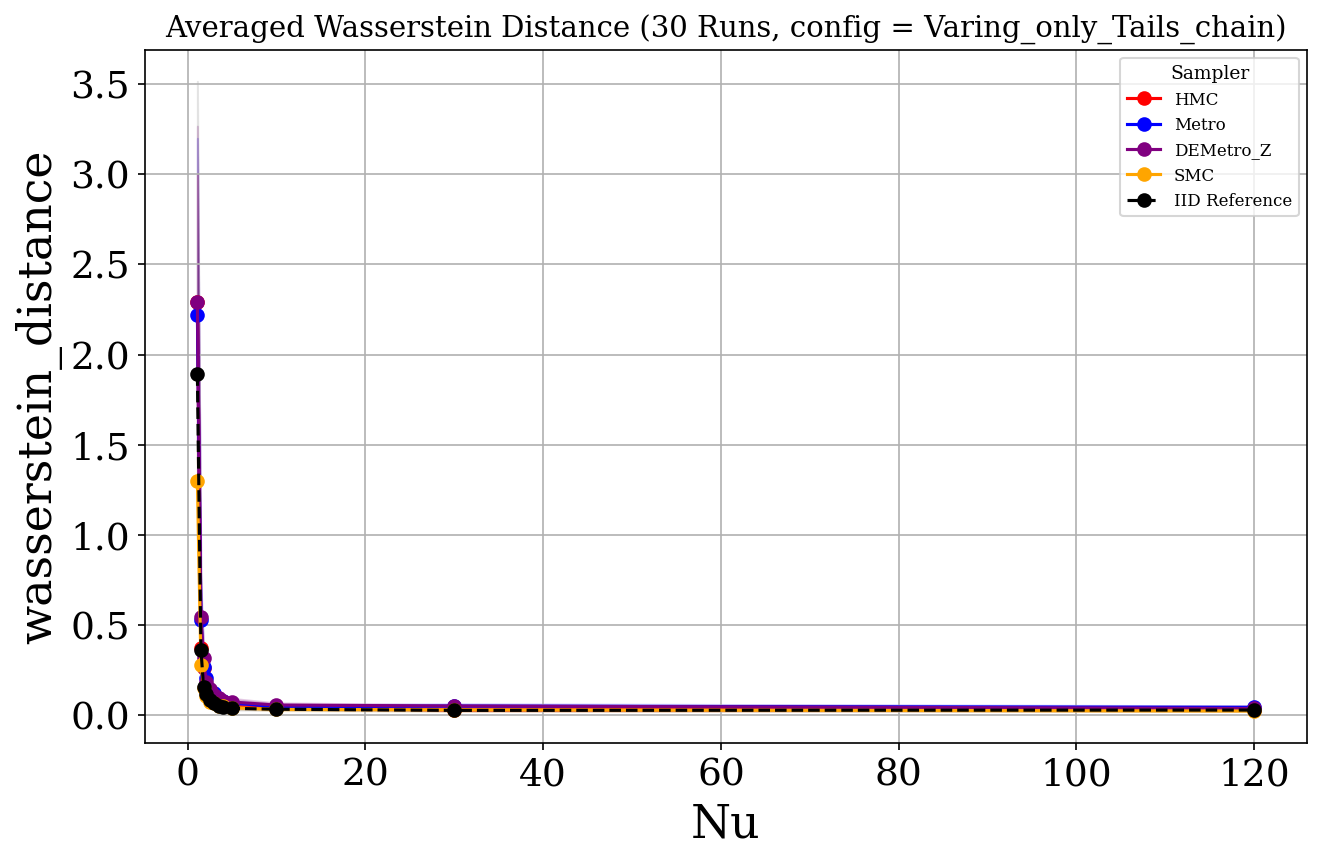 Averaged Wasserstein Distance (30 Runs, config = Varing_only_Tails_chain)
wasserstein_distance
3.5
3.0
2.5
2.0
1.5
1.0
0.5
0.0
Sampler
HMC
Metro
DEMetro_Z
SMC
IID Reference
0 20 40 60 80 100 120
Nu